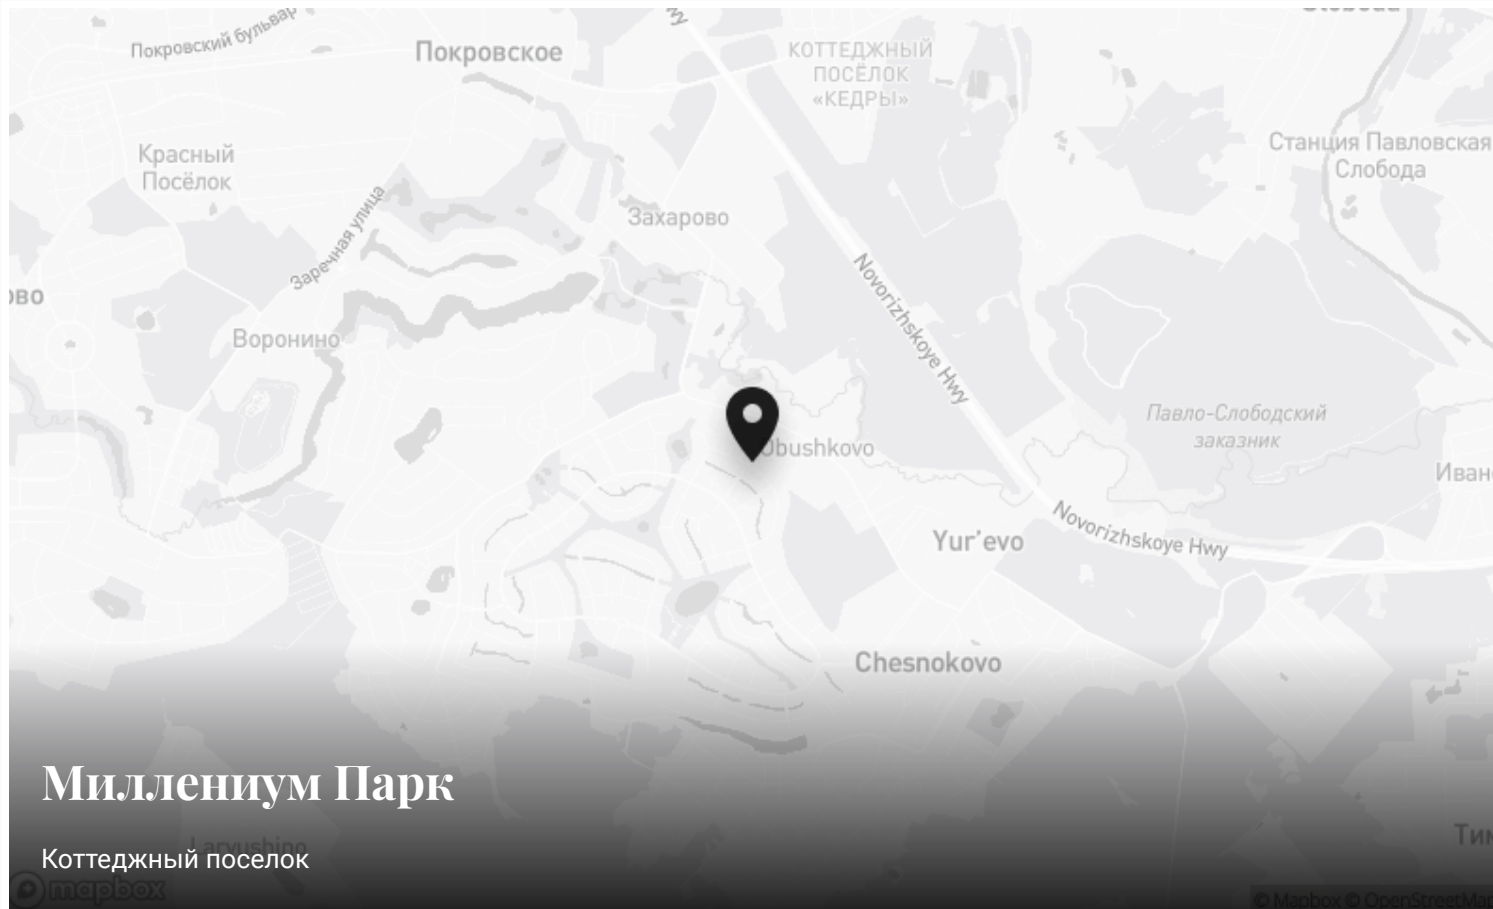 Покровский бульвар
Покровское
КОТТЕДЖНЫЙ
ПОСЁЛОК
«КЕДРЫ»
Станция Павловская
Слобода
Красный
Посёлок
Заречная улица
Захарово
Novorizhskoye Hwy
Воронино
Павло-Слободский
заказник
Obushkovo
Novorizhskoye Hwy
Yur'evo
Chesnokovo
Миллениум Парк
Laryushino
Коттеджный поселок
mapbox
© Mapbox © OpenStreetMap